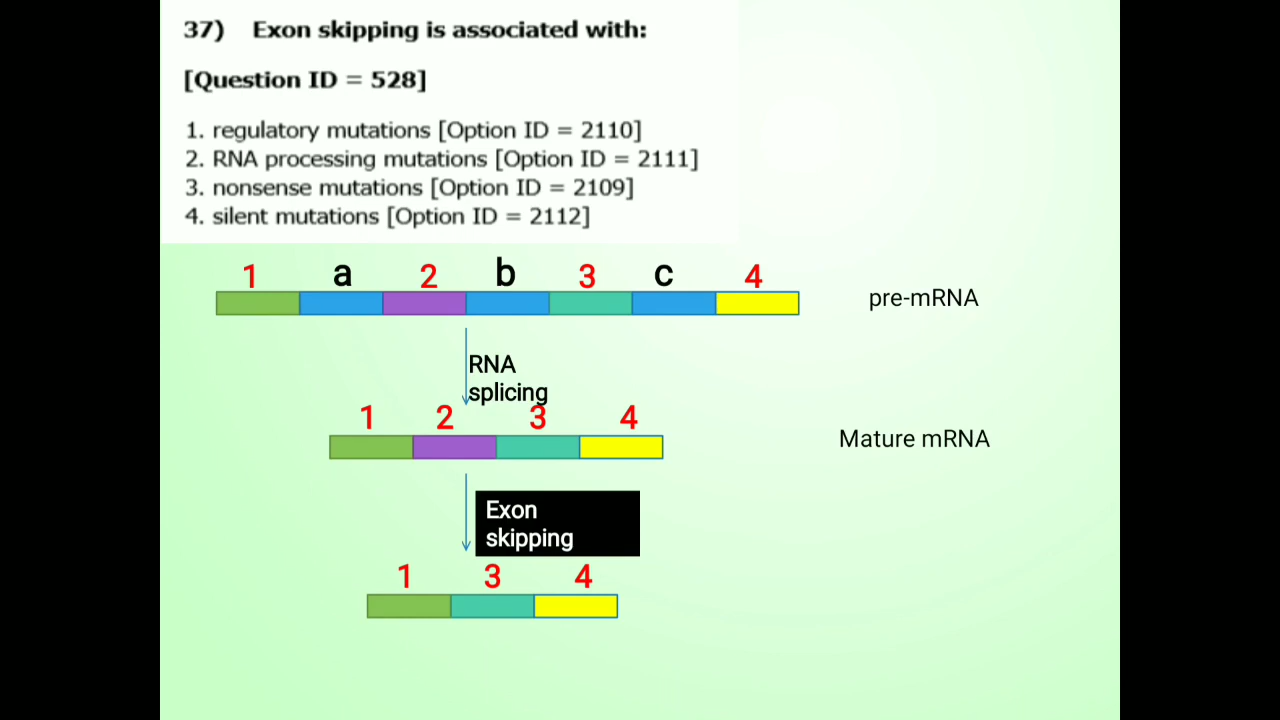 37) Exon skipping is associated with:
[Question ID = 528]
1. regulatory mutations [Option ID = 2110]
2. RNA processing mutations [Option ID = 2111]
3. nonsense mutations [Option ID = 2109]
4. silent mutations [Option ID = 2112]
1 a 2 b 3 c 4
pre-mRNA
RNA
splicing
1 2 3 4
Mature mRNA
Exon
skipping
1 3 4